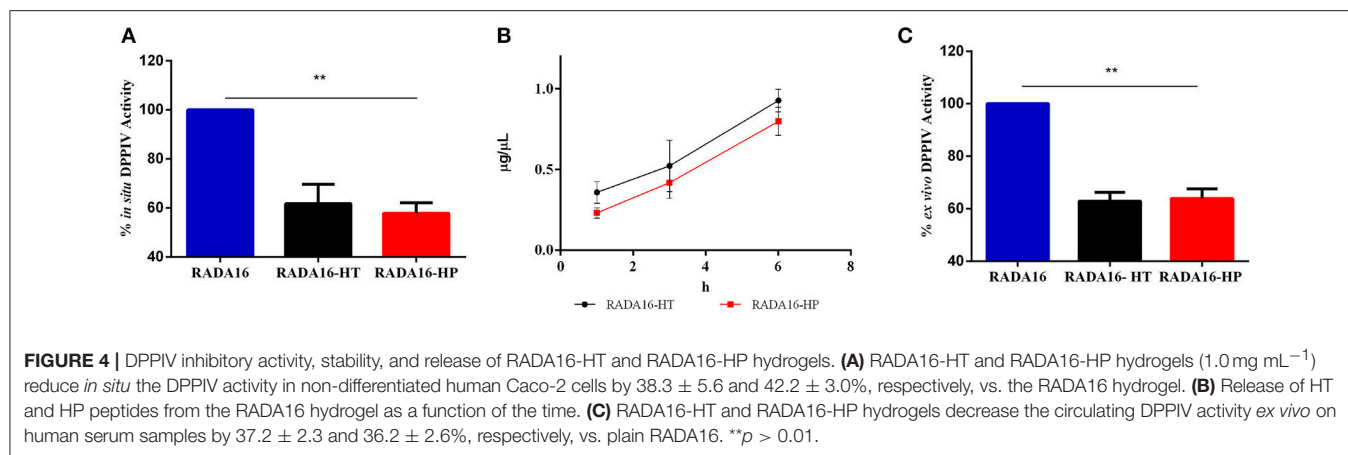 A
120
100
80
60
40
% in situ DPPIV Activity
**
RADA16
RADA16-HT
RADA16-HP
B
1.0
0.5
0.0
µg/µL
0
2
4
6
8
h
RADA16-HT
RADA16-HP
C
120
100
80
60
40
% ex vivo DPPIV Activity
**
RADA16
RADA16- HT
RADA16-HP
FIGURE 4 | DPPIV inhibitory activity, stability, and release of RADA16-HT and RADA16-HP hydrogels. (A) RADA16-HT and RADA16-HP hydrogels (1.0 mg mL−1)
reduce in situ the DPPIV activity in non-differentiated human Caco-2 cells by 38.3 ± 5.6 and 42.2 ± 3.0%, respectively, vs. the RADA16 hydrogel. (B) Release of HT
and HP peptides from the RADA16 hydrogel as a function of the time. (C) RADA16-HT and RADA16-HP hydrogels decrease the circulating DPPIV activity ex vivo on
human serum samples by 37.2 ± 2.3 and 36.2 ± 2.6%, respectively, vs. plain RADA16. **p > 0.01.